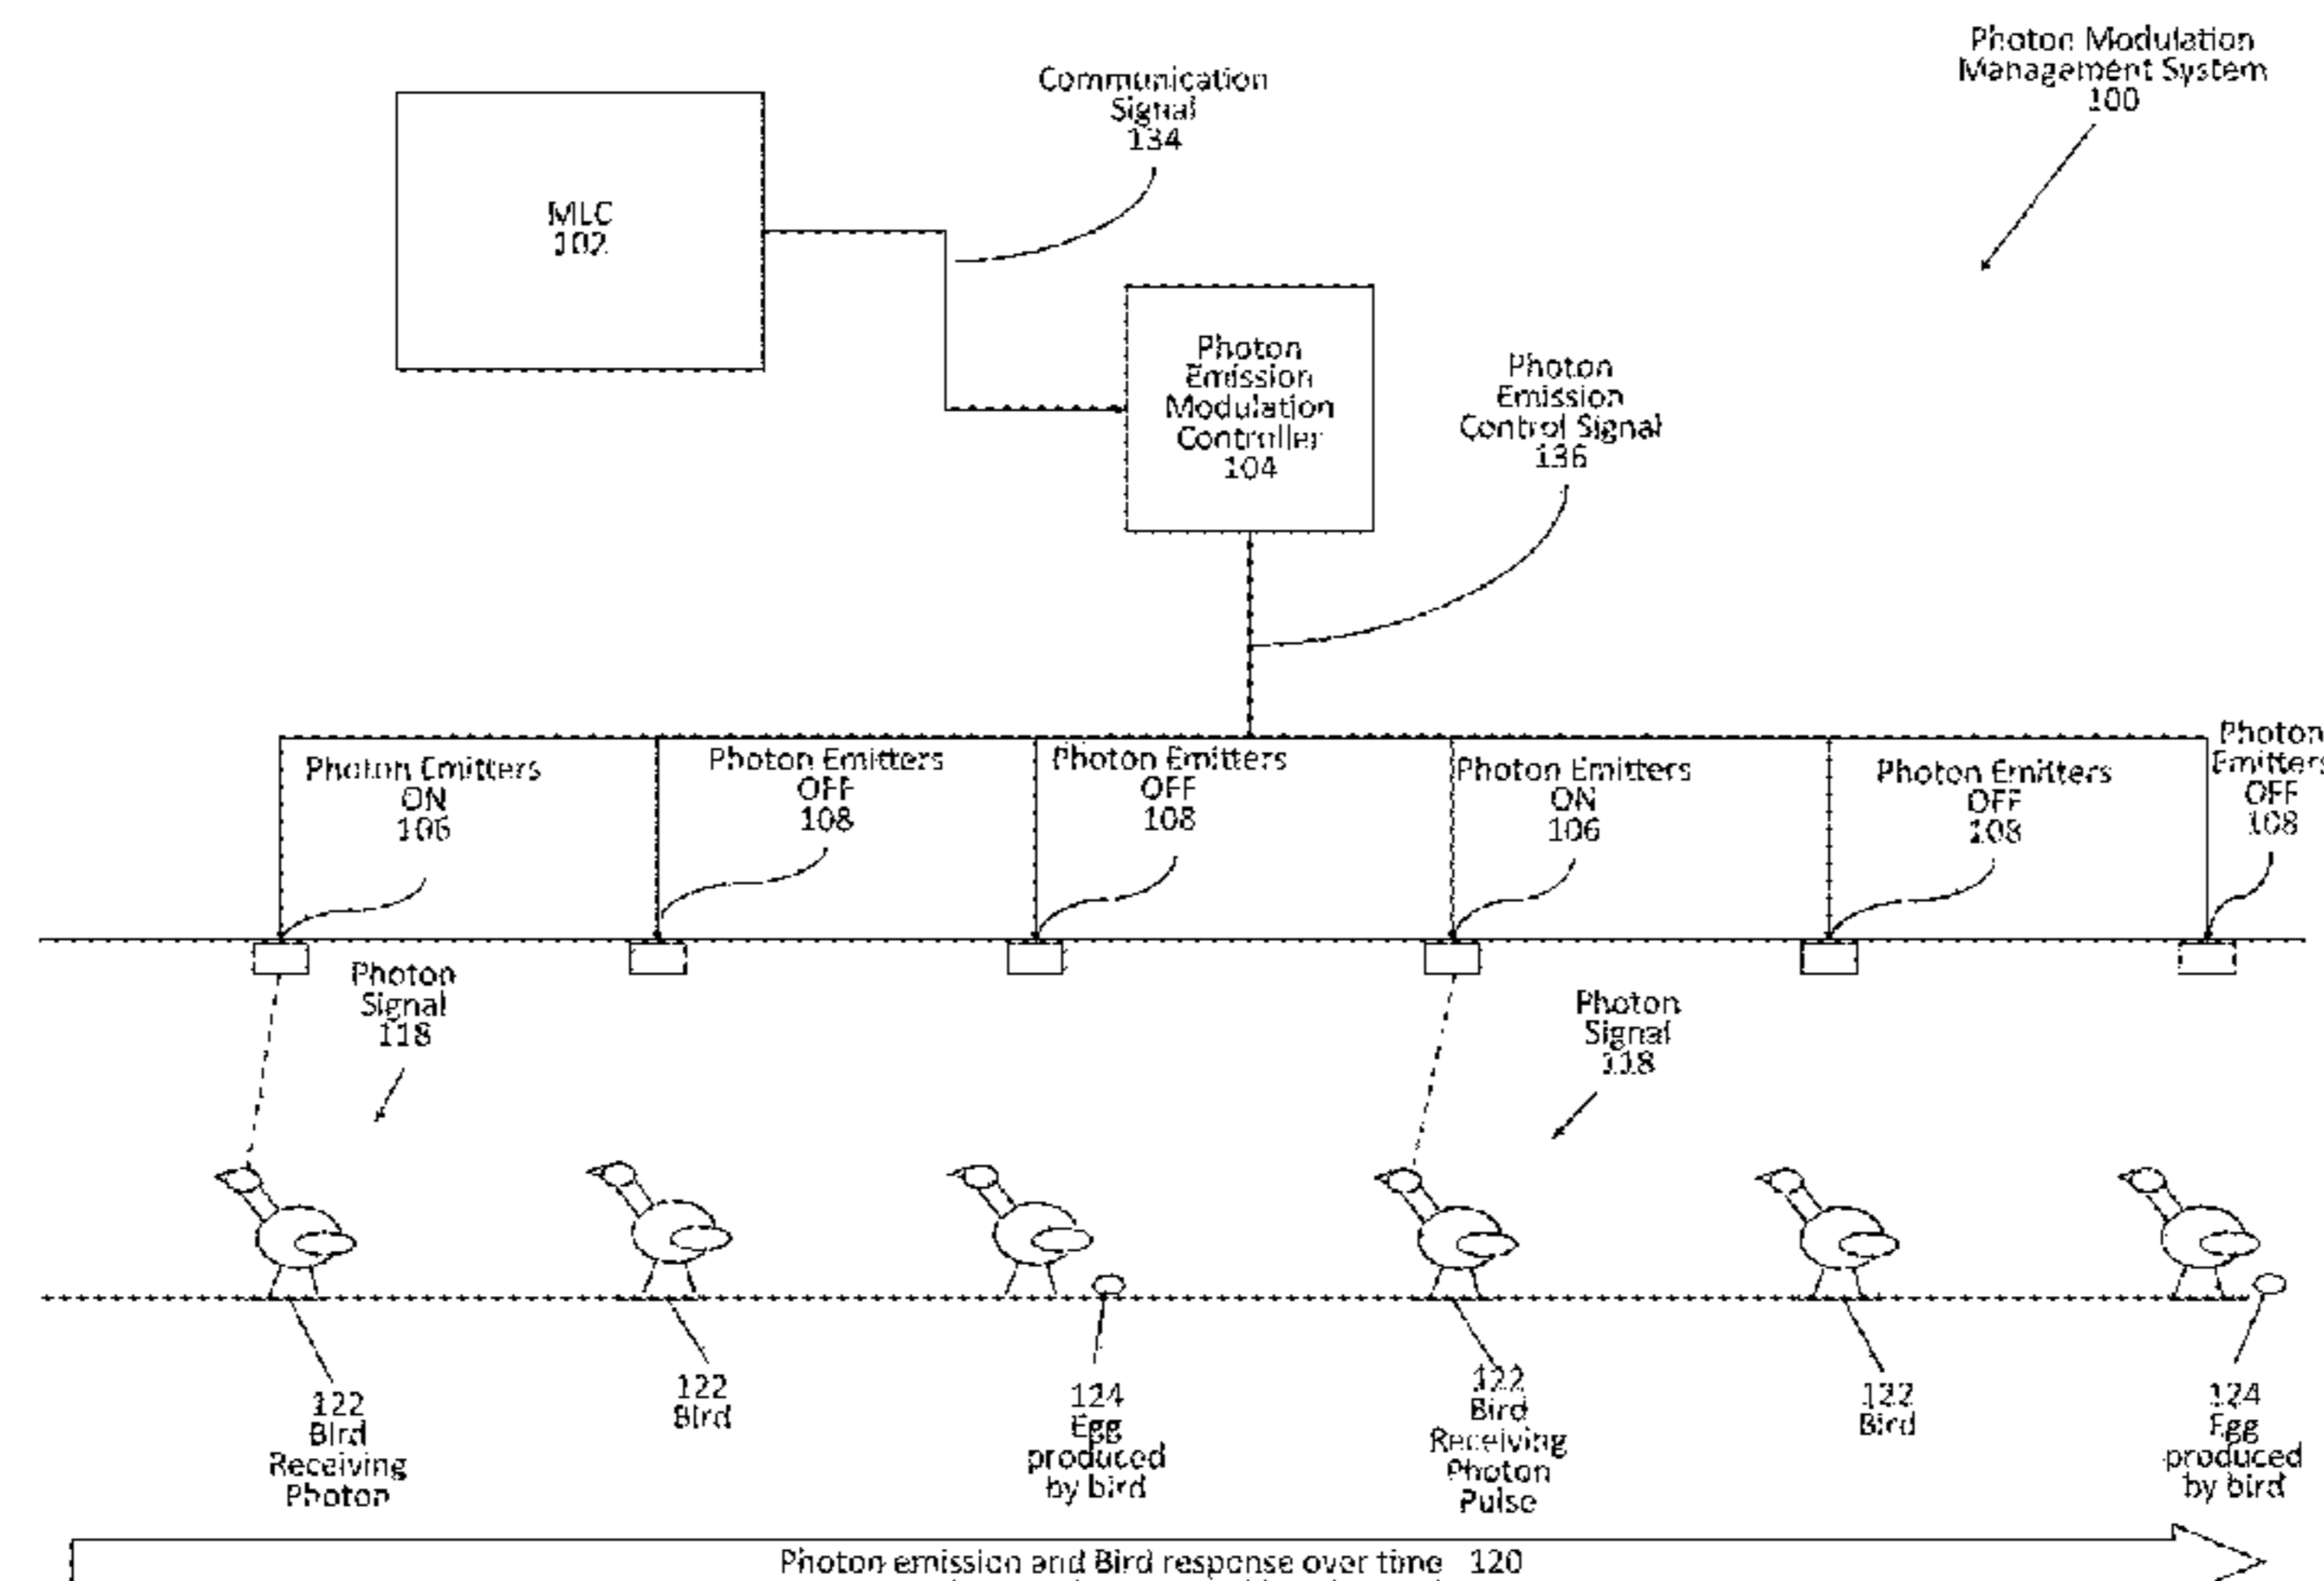 Photon Modulation
Management System
100
Communication
Signal
134
MLC
102
Photon
Emission
Modulation
Controller
104
Photon
Emission
Control Signal
136
Photon Emitters
ON
106
Photon Emitters
OFF
108
Photon Emitters
OFF
108
Photon Emitters
ON
106
Photon Emitters
OFF
108
Photon
Emitters
OFF
108
Photon
Signal
118
Photon
Signal
118
122
Bird
Receiving
Photon
122
Bird
124
Egg
produced
by bird
122
Bird
Receiving
Photon
Pulse
122
Bird
124
Egg
produced
by bird
Photon emission and Bird response over time 120